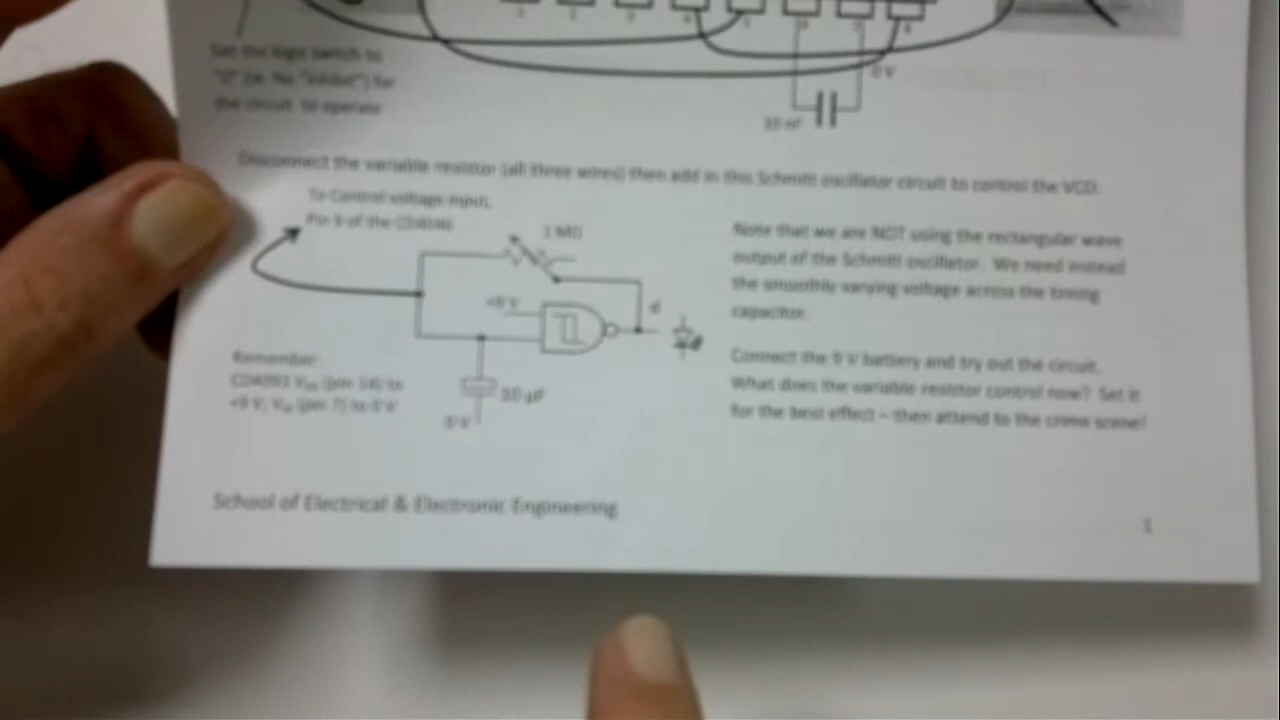 Set the logic switch to
"0" (ie. No "inhibit") for
the circuit to operate
0 V
10 nF
Disconnect the variable resistor (all three wires) then add in this Schmitt oscillator circuit to control the VCO:
To Control voltage input,
Pin 9 of the CD4046
1 MΩ
+9 V
Remember:
CD4093 (pin 14) to
+9 V; (pin 7) to 0 V
10 µF
0 V
Note that we are NOT using the rectangular wave
output of the Schmitt oscillator. We need instead
the smoothly varying voltage across the timing
capacitor.
Connect the 9 V battery and try out the circuit.
What does the variable resistor control now? Set it
for the best effect – then attend to the crime scene!
School of Electrical & Electronic Engineering
1